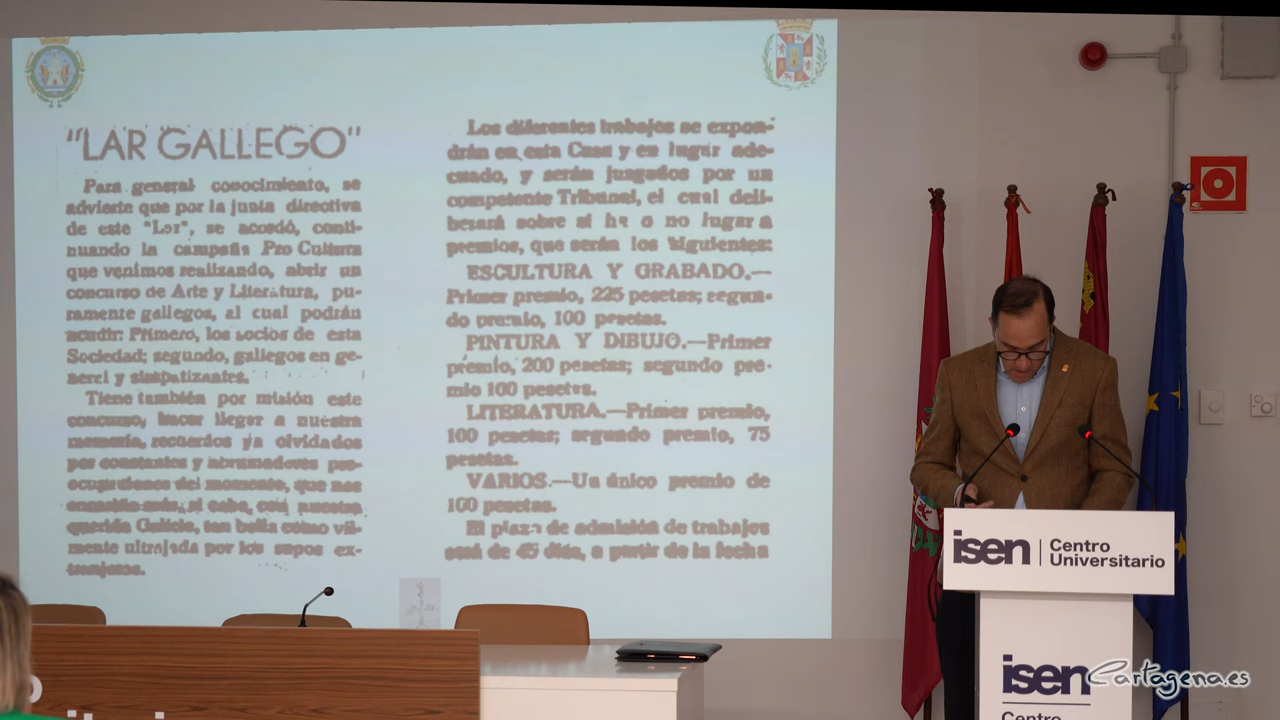 "LAR GALLEGO"
Para general conocimiento, se
advierte que por la junta directiva
de este "Lar", se acordó, conti-
nuando la campaña Pro Cultura
que venimos realizando, abrir un
concurso de Arte y Literatura, pu-
ramente gallegos, al cual podrán
acudir: Primero, los socios de esta
Sociedad; segundo, gallegos en ge-
neral y simpatizantes.
Tiene también por misión este
concurso, hacer llegar a nuestra
memoria, recuerdos ya olvidados
por constantes y abrumadores preo-
cupaciones del momento, que nos
con nuestra
querida Galicia, tan bella como vil-
mente ultrajada por los sapos ex-
tranjeros.
Los diferentes trabajos se expon-
drán en esta Casa y en lugar ade-
cuado, y serán juzgados por un
competente Tribunal, el cual deli-
berará sobre si ha o no lugar a
premios, que serán los siguientes:
ESCULTURA Y GRABADO.—
Primer premio, 225 pesetas; segun-
do premio, 100 pesetas.
PINTURA Y DIBUJO.—Primer
premio, 200 pesetas; segundo pre-
mio 100 pesetas.
LITERATURA.—Primer premio,
100 pesetas; segundo premio, 75
pesetas.
VARIOS.—Un único premio de
100 pesetas.
El plazo de admisión de trabajos
será de 45 días, a partir de la fecha
isen Centro
Universitario
isen
Centro
Cartagena.es